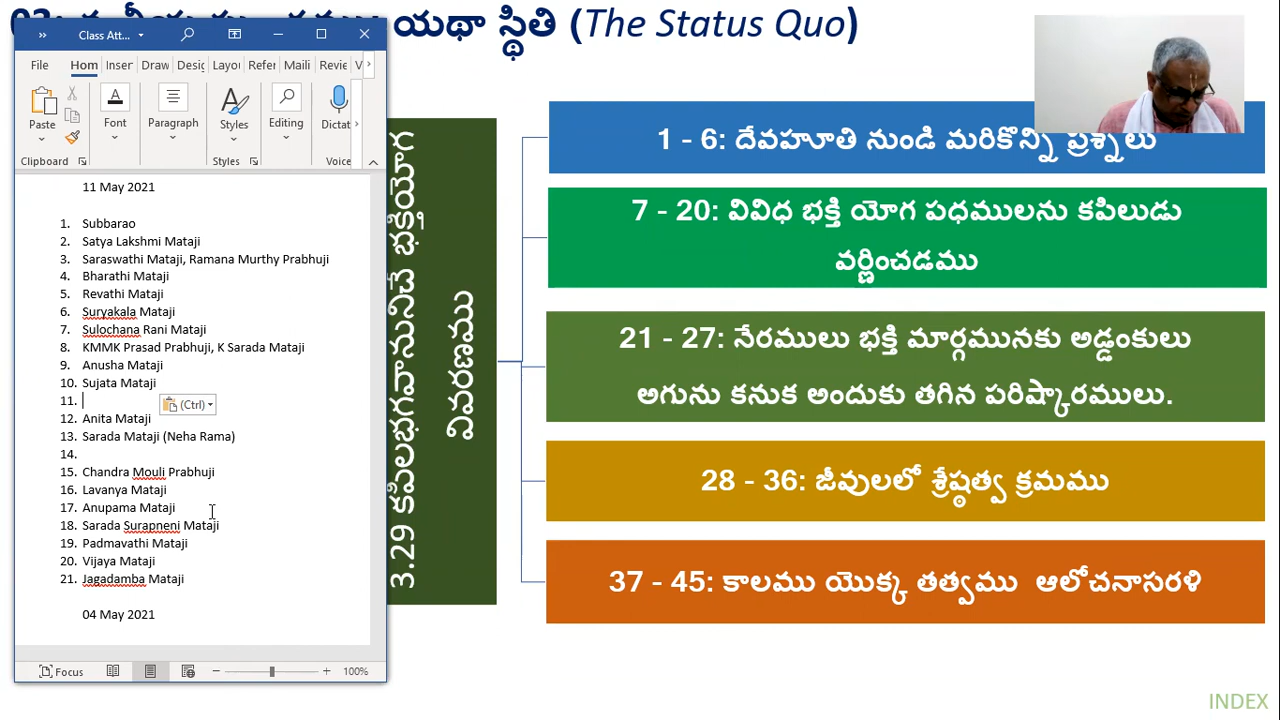 యథా స్థితి (The Status Quo)
Class Att...
File Hom Inser Draw Desig Layou Refer Maili Revie V
Paste Font Paragraph Styles Editing Dictat
Clipboard Styles Voice
11 May 2021
1. Subbarao
2. Satya Lakshmi Mataji
3. Saraswathi Mataji, Ramana Murthy Prabhuji
4. Bharathi Mataji
5. Revathi Mataji
6. Suryakala Mataji
7. Sulochana Rani Mataji
8. KMMK Prasad Prabhuji, K Sarada Mataji
9. Anusha Mataji
10. Sujata Mataji
11. (Ctrl)
12. Anita Mataji
13. Sarada Mataji (Neha Rama)
14.
15. Chandra Mouli Prabhuji
16. Lavanya Mataji
17. Anupama Mataji
18. Sarada Surapneni Mataji
19. Padmavathi Mataji
20. Vijaya Mataji
21. Jagadamba Mataji
04 May 2021
Focus 100%
3.29 కపిలభగవానునిచే భక్తియోగ
వివరణము
1 - 6: దేవహూతి నుండి మరికొన్ని ప్రశ్నలు
7 - 20: వివిధ భక్తి యోగ పధములను కపిలుడు
వర్ణించడము
21 - 27: నేరములు భక్తి మార్గమునకు అడ్డంకులు
అగును కనుక అందుకు తగిన పరిష్కారములు.
28 - 36: జీవులలో శ్రేష్ఠత్వ క్రమము
37 - 45: కాలము యొక్క తత్వము ఆలోచనాసరళి
INDEX